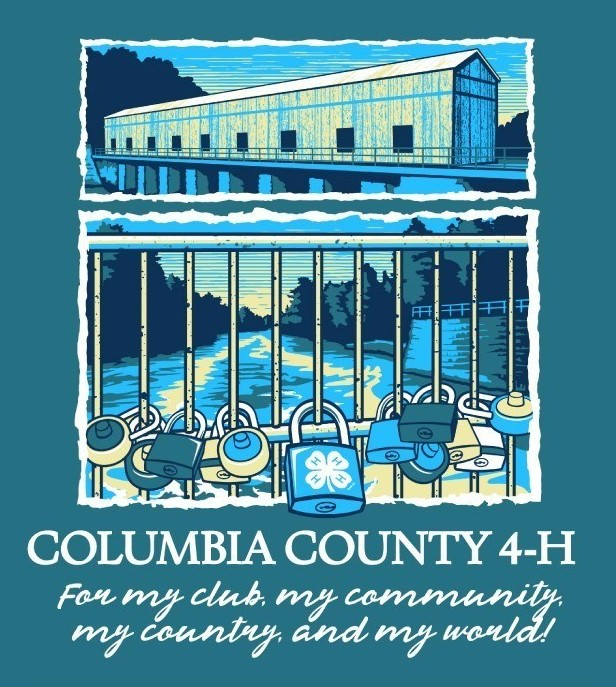 H H
H H
COLUMBIA COUNTY 4-H
For my club, my community,
my country, and my world!